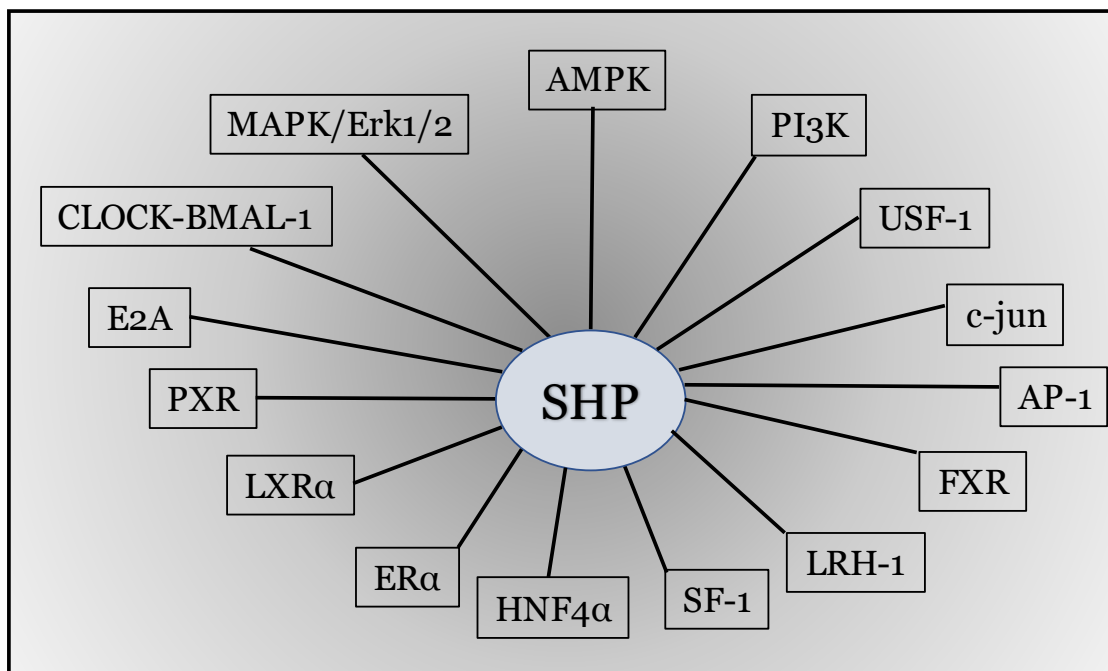 AMPK
MAPK/Erk1/2
PI3K
CLOCK-BMAL-1
USF-1
E2A
c-jun
SHP
PXR
AP-1
LXRα
FXR
ERα
LRH-1
HNF4α
SF-1